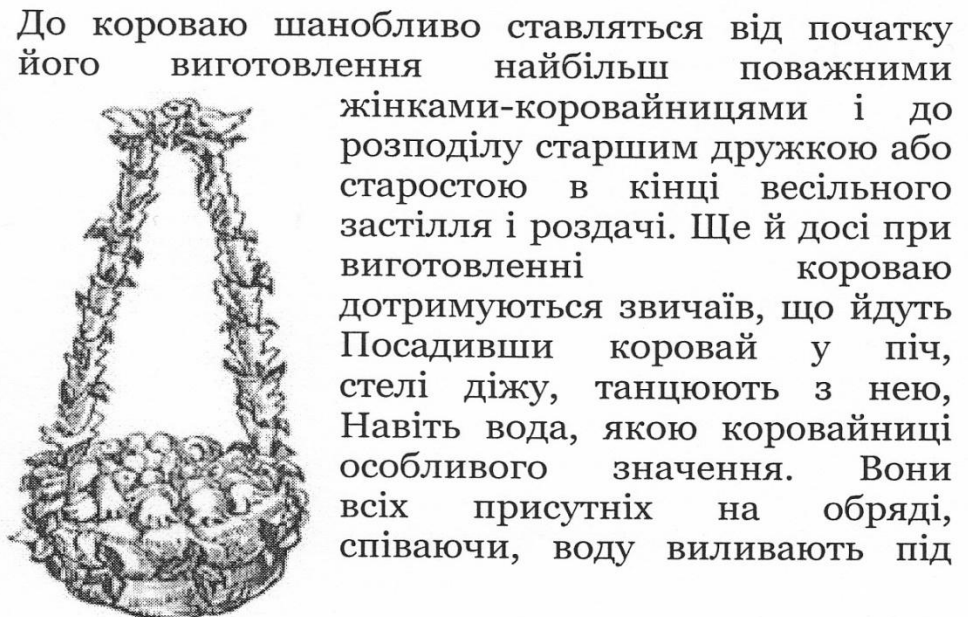 До короваю шанобливо ставляться від початку
його виготовлення найбільш поважними
жінками-коровайницями і до
розподілу старшим дружкою або
старостою в кінці весільного
застілля і роздачі. Ще й досі при
виготовленні короваю
дотримуються звичаїв, що йдуть
Посадивши коровай у піч,
стелі діжу, танцюють з нею,
Навіть вода, якою коровайниці
особливого значення. Вони
всіх присутніх на обряді,
співаючи, воду виливають під